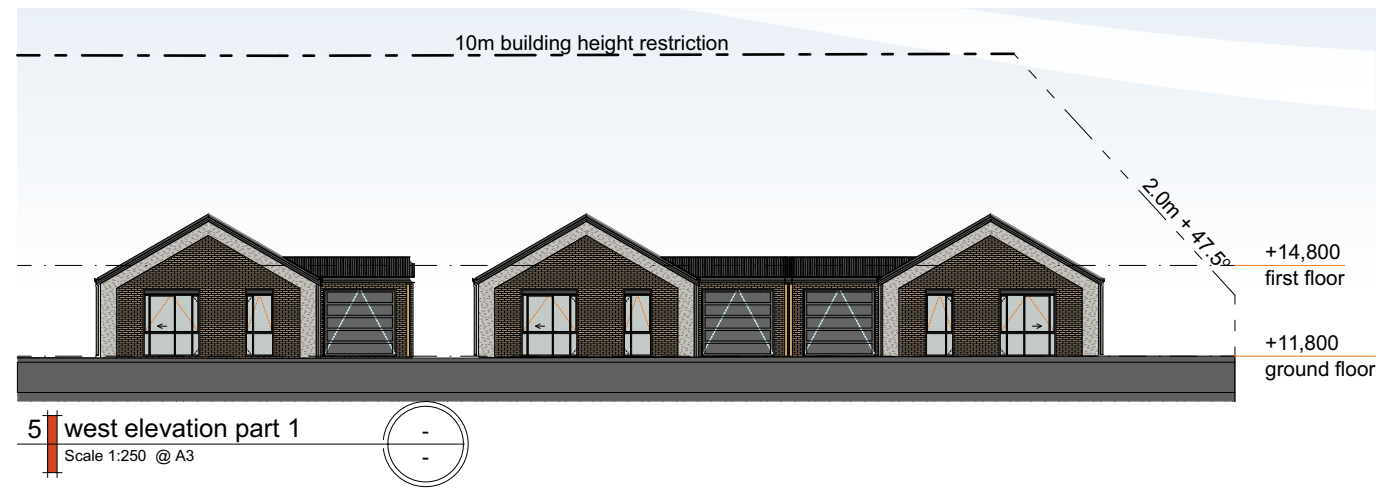 10m building height restriction
2.0m + 47.5º
+14,800
first floor
+11,800
ground floor
5 west elevation part 1
Scale 1:250 @ A3
-
-